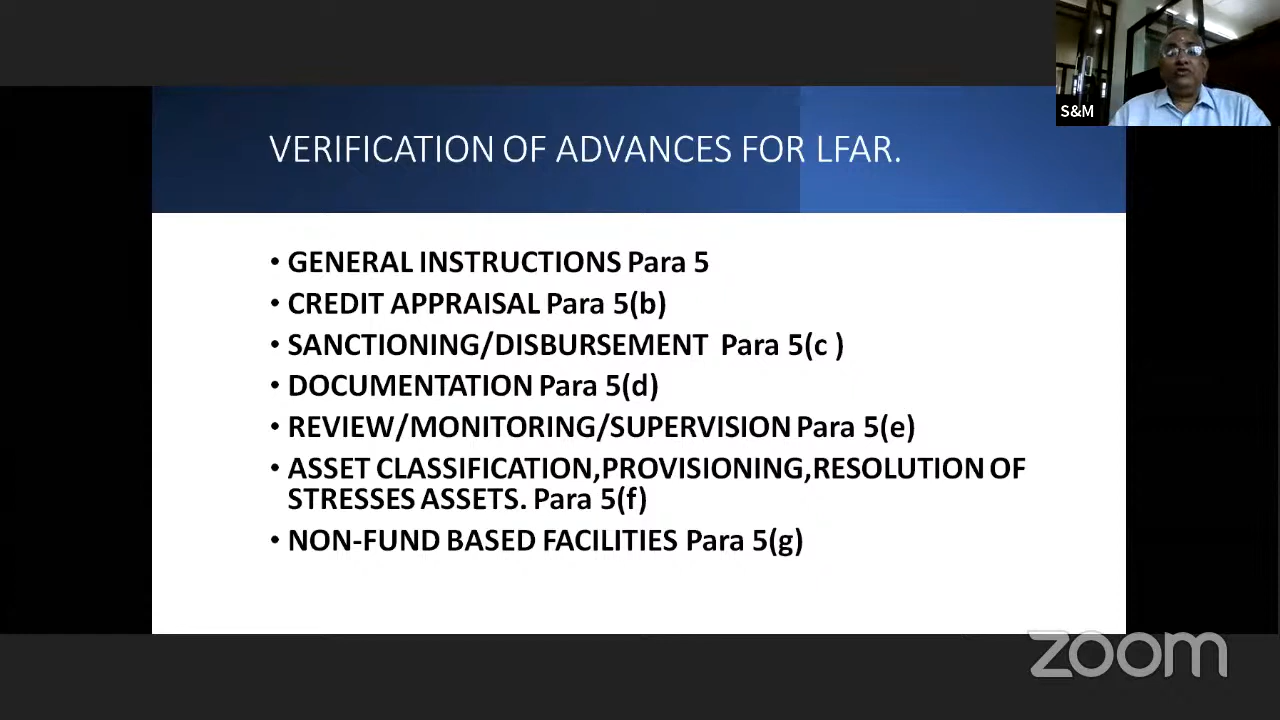 S&M
VERIFICATION OF ADVANCES FOR LFAR.
• GENERAL INSTRUCTIONS Para 5
• CREDIT APPRAISAL Para 5(b)
• SANCTIONING/DISBURSEMENT Para 5(c )
• DOCUMENTATION Para 5(d)
• REVIEW/MONITORING/SUPERVISION Para 5(e)
• ASSET CLASSIFICATION,PROVISIONING,RESOLUTION OF
STRESSES ASSETS. Para 5(f)
• NON-FUND BASED FACILITIES Para 5(g)
zoom